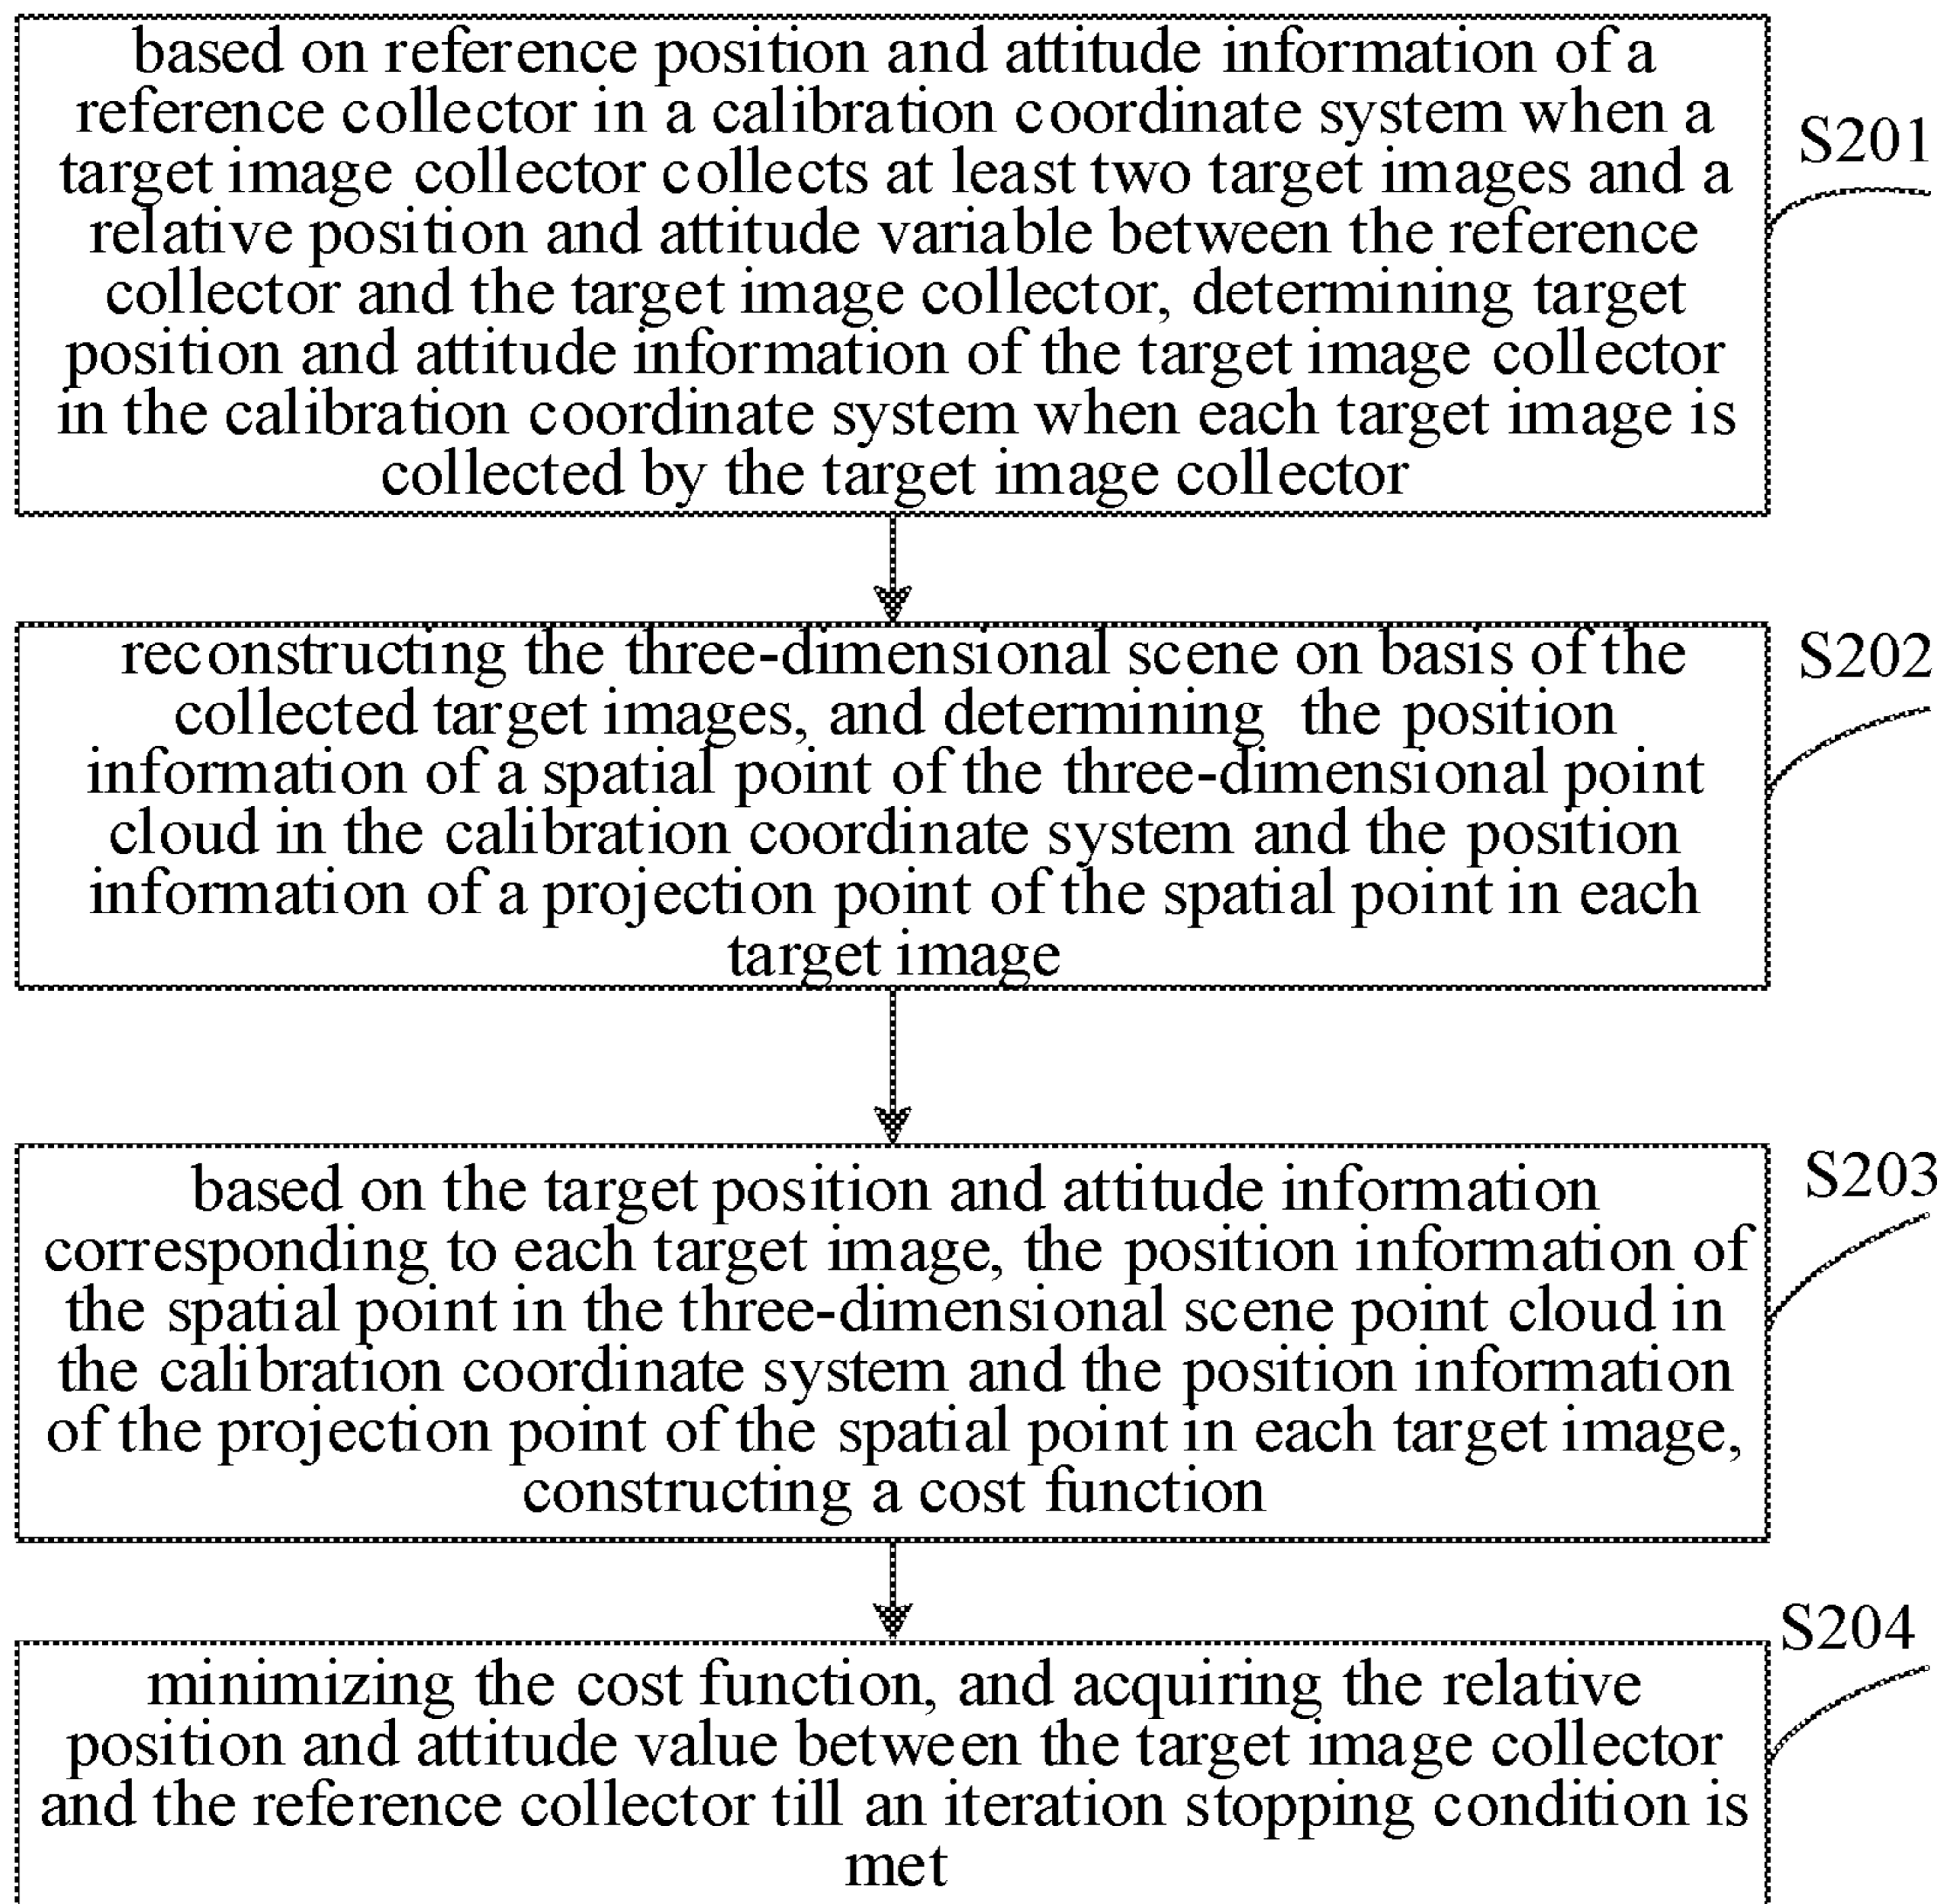 based on reference position and attitude information of a
reference collector in a calibration coordinate system when a
target image collector collects at least two target images and a
relative position and attitude variable between the reference
collector and the target image collector, determining target
position and attitude information of the target image collector
in the calibration coordinate system when each target image is
collected by the target image collector
S201
reconstructing the three-dimensional scene on basis of the
collected target images, and determining the position
information of a spatial point of the three-dimensional point
cloud in the calibration coordinate system and the position
information of a projection point of the spatial point in each
target image
S202
based on the target position and attitude information
corresponding to each target image, the position information of
the spatial point in the three-dimensional scene point cloud in
the calibration coordinate system and the position information
of the projection point of the spatial point in each target image,
constructing a cost function
S203
minimizing the cost function, and acquiring the relative
position and attitude value between the target image collector
and the reference collector till an iteration stopping condition is
met
S204